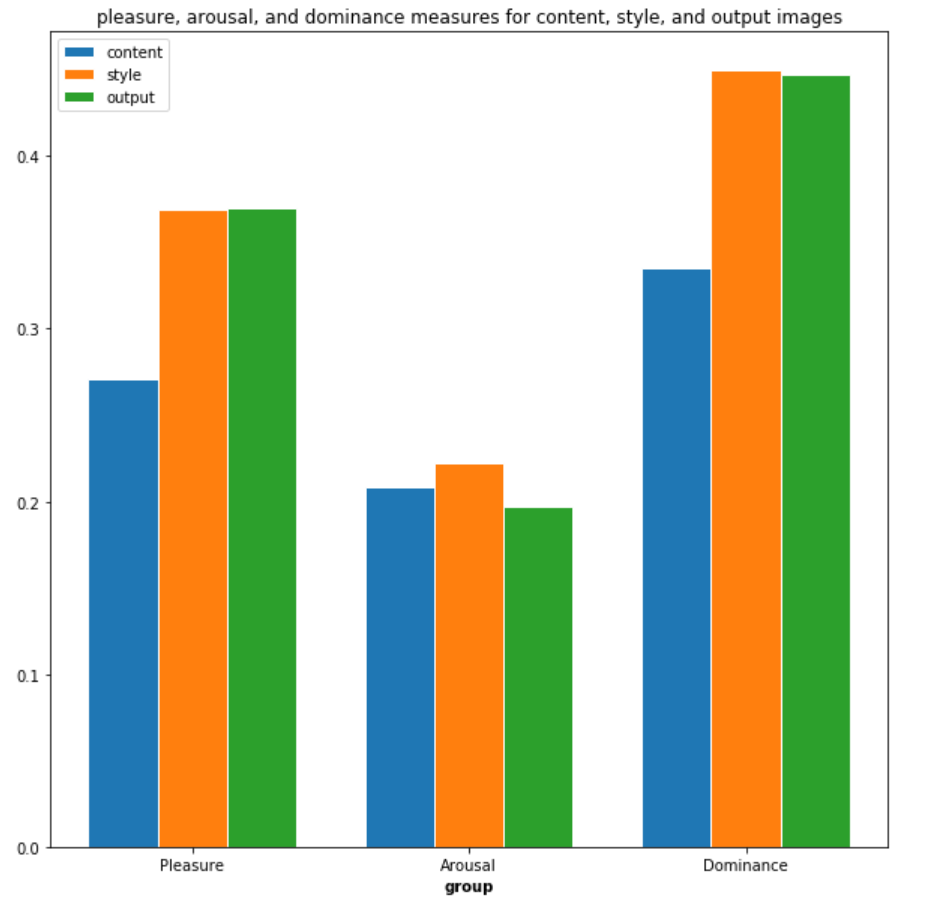 pleasure, arousal, and dominance measures for content, style, and output images
content
style
output
0.4
0.3
0.2
0.1
0.0
Pleasure Arousal Dominance
group